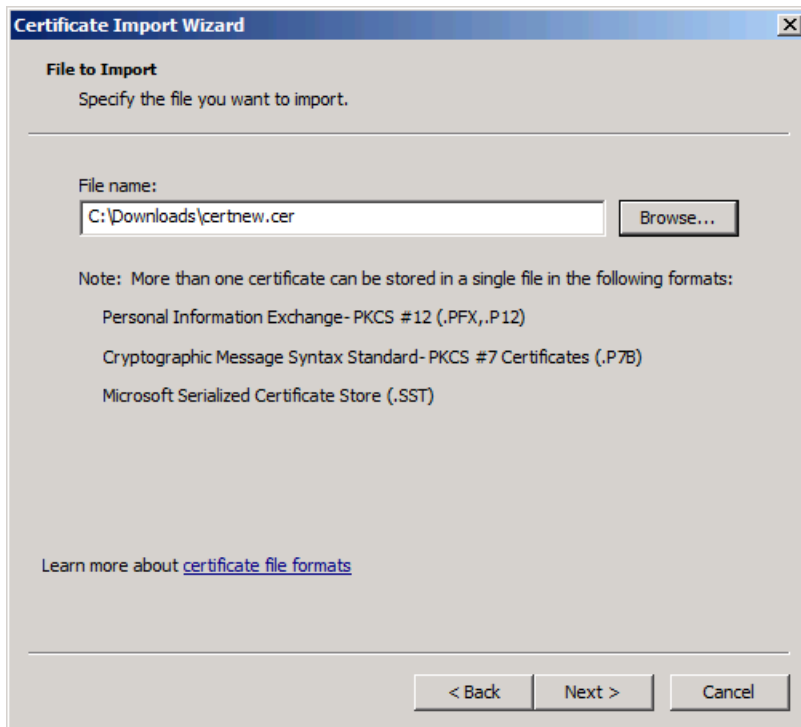 Certificate Import Wizard
File to Import
Specify the file you want to import.
File name:
C:\Downloads\certnew.cer
Browse...
Note: More than one certificate can be stored in a single file in the following formats:
Personal Information Exchange- PKCS #12 (.PFX,.P12)
Cryptographic Message Syntax Standard- PKCS #7 Certificates (.P7B)
Microsoft Serialized Certificate Store (.SST)
Learn more about certificate file formats
< Back
Next >
Cancel